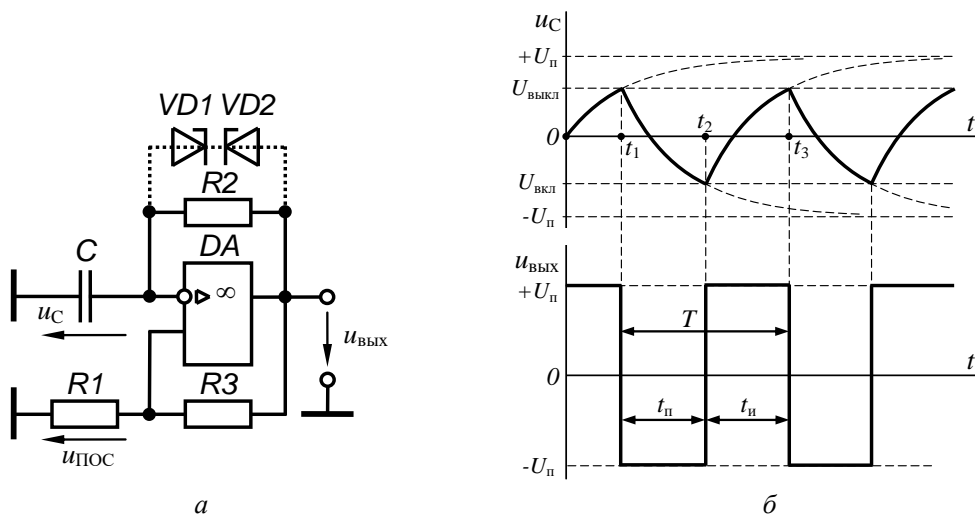 VD1 VD2
R2
DA
C
∞
u_C
u_вых
R1
R3
u_ПОС
а
u_C
+U_п
U_выкл
0
t_1
t_2
t_3
t
U_вкл
-U_п
u_вых
+U_п
T
0
t
t_п
t_и
-U_п
б